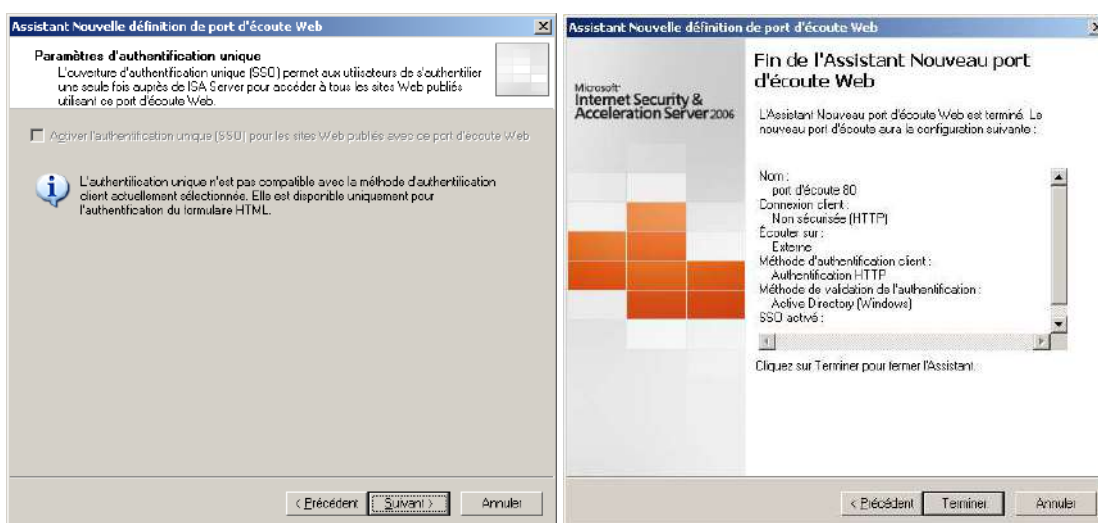 Assistant Nouvelle définition de port d'écoute Web
Paramètres d'authentification unique
L'ouverture d'authentification unique (SSO) permet aux utilisateurs de s'authentifier
une seule fois auprès de ISA Server pour accéder à tous les sites Web publiés
utilisant ce port d'écoute Web.
Activer l'authentification unique (SSO) pour les sites Web publiés avec ce port d'écoute Web
L'authentification unique n'est pas compatible avec la méthode d'authentification
client actuellement sélectionnée. Elle est disponible uniquement pour
l'authentification du formulaire HTML.
< Précédent
Suivant >
Annuler
Assistant Nouvelle définition de port d'écoute Web
Microsoft
Internet Security &
Acceleration Server 2006
Fin de l'Assistant Nouveau port
d'écoute Web
L'Assistant Nouveau port d'écoute Web est terminé. Le
nouveau port d'écoute aura la configuration suivante :
Nom :
port d'écoute 80
Connexion client :
Non sécurisée (HTTP)
Écouter sur :
Externe
Méthode d'authentification client :
Authentification HTTP
Méthode de validation de l'authentification :
Active Directory (Windows)
SSO activé :
Cliquez sur Terminer pour fermer l'Assistant.
< Précédent
Terminer
Annuler